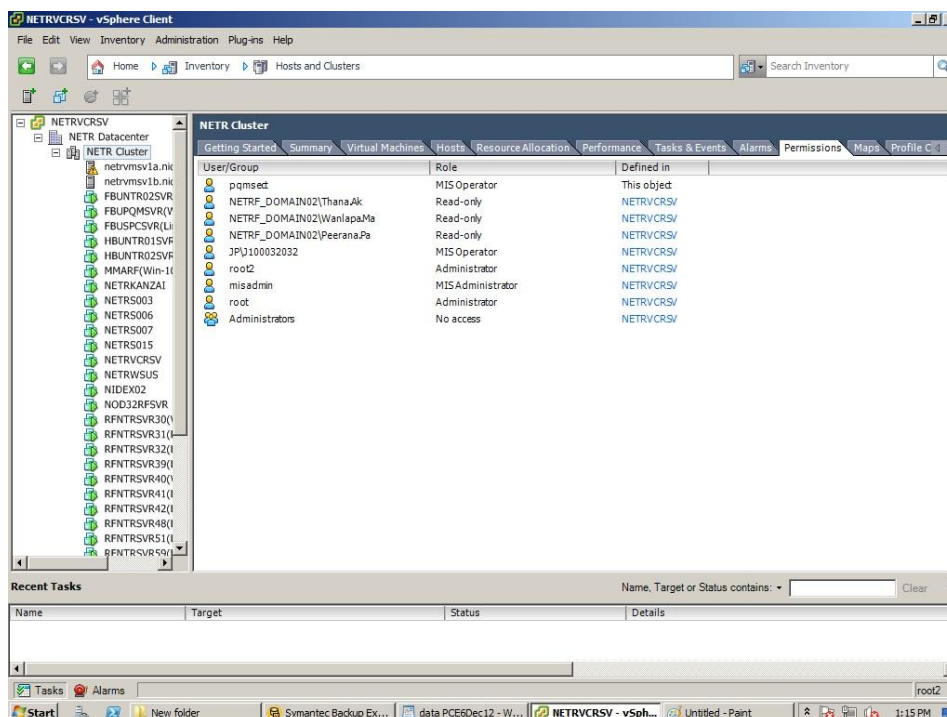 NETRVCRSV - vSphere Client
File Edit View Inventory Administration Plug-ins Help
Home Inventory Hosts and Clusters Search Inventory
NETRVCRSV
NETR Datacenter
NETR Cluster
netrvmsv1a.nic
netrvmsv1b.nic
FBUNTR02SVR
FBUPQMSVR(V
FBUSPCSVR(Li
HBUNTR01SVR
HBUNTR02SVR
MMARF(Win-10
NETRKANZAI
NETRS003
NETRS006
NETRS007
NETRS015
NETRVCRSV
NETRWSUS
NIDEX02
NOD32RFSVR
RFNTRSVR30(
RFNTRSVR31(
RFNTRSVR32(
RFNTRSVR39(
RFNTRSVR40(
RFNTRSVR41(
RFNTRSVR42(
RFNTRSVR48(
RFNTRSVR51(
RFNTRSVR59(
NETR Cluster
Getting Started Summary Virtual Machines Hosts Resource Allocation Performance Tasks & Events Alarms Permissions Maps Profile C
User/Group Role Defined in
pqmsect MIS Operator This object
NETRF_DOMAIN02\Thana.Ak Read-only NETRVCRSV
NETRF_DOMAIN02\Wanlapa.Ma Read-only NETRVCRSV
NETRF_DOMAIN02\Peerana.Pa Read-only NETRVCRSV
JP\J100032032 MIS Operator NETRVCRSV
root2 Administrator NETRVCRSV
misadmin MIS Administrator NETRVCRSV
root Administrator NETRVCRSV
Administrators No access NETRVCRSV
Recent Tasks Name, Target or Status contains: Clear
Name Target Status Details
Tasks Alarms root2
Start New folder Symantec Backup Ex... data PCE6Dec12 - W... NETRVCRSV - vSph... Untitled - Paint 1:15 PM